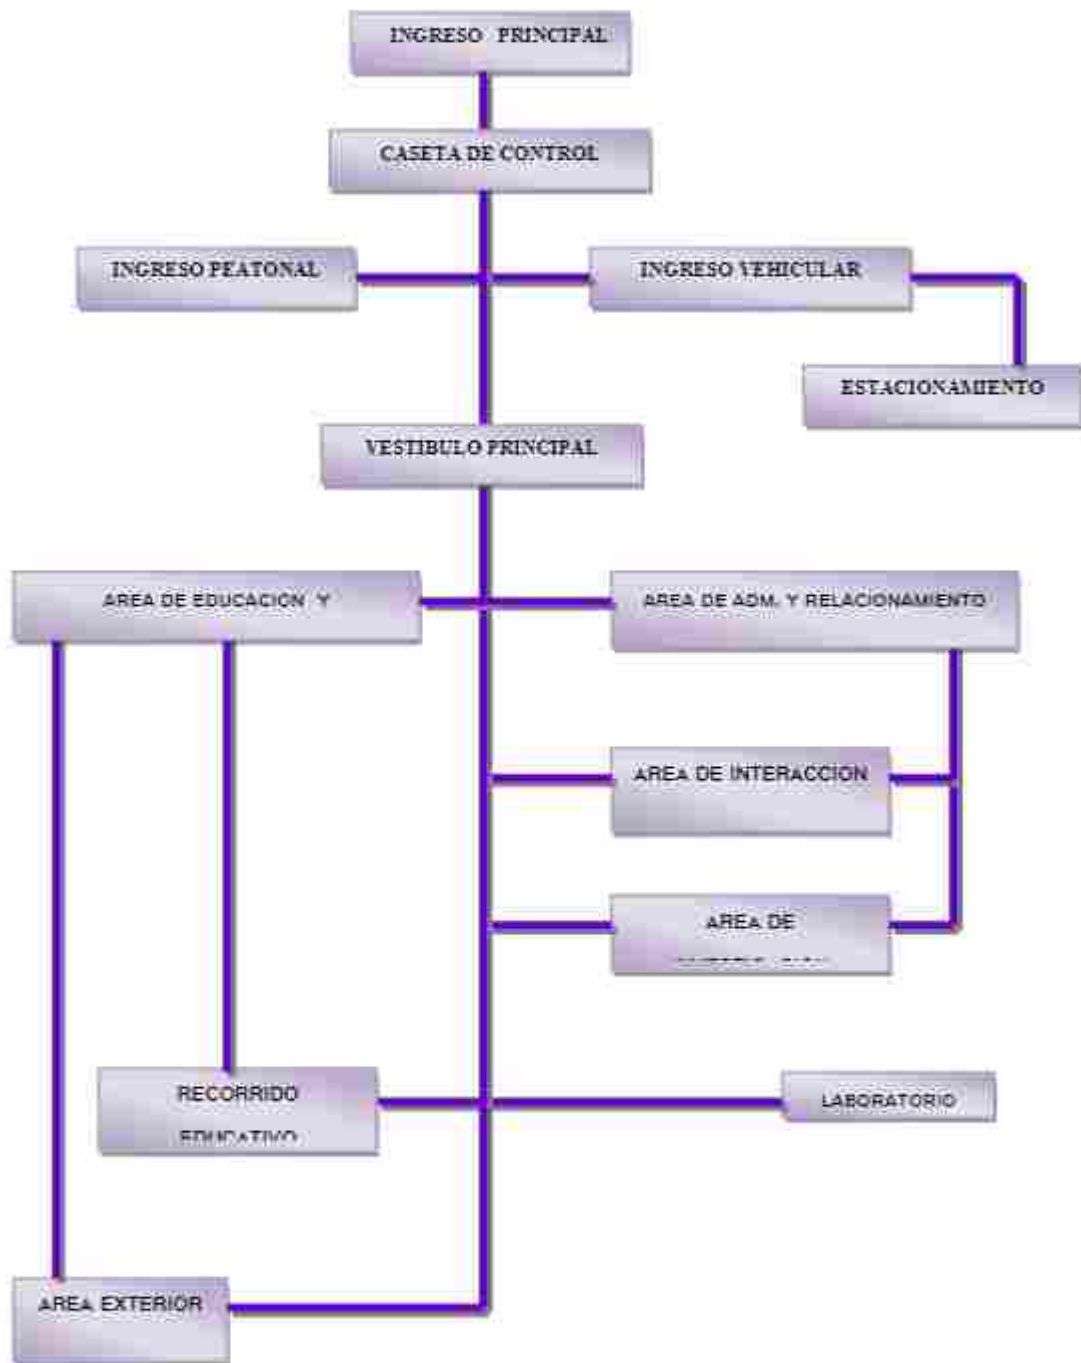 INGRESO PRINCIPAL
CASETA DE CONTROL
INGRESO PEATONAL
INGRESO VEHICULAR
ESTACIONAMIENTO
VESTIBULO PRINCIPAL
AREA DE EDUCACION Y
AREA DE ADM. Y RELACIONAMIENTO
AREA DE INTERACCION
AREA DE
RECORRIDO
EDUCATIVO
LABORATORIO
AREA EXTERIOR